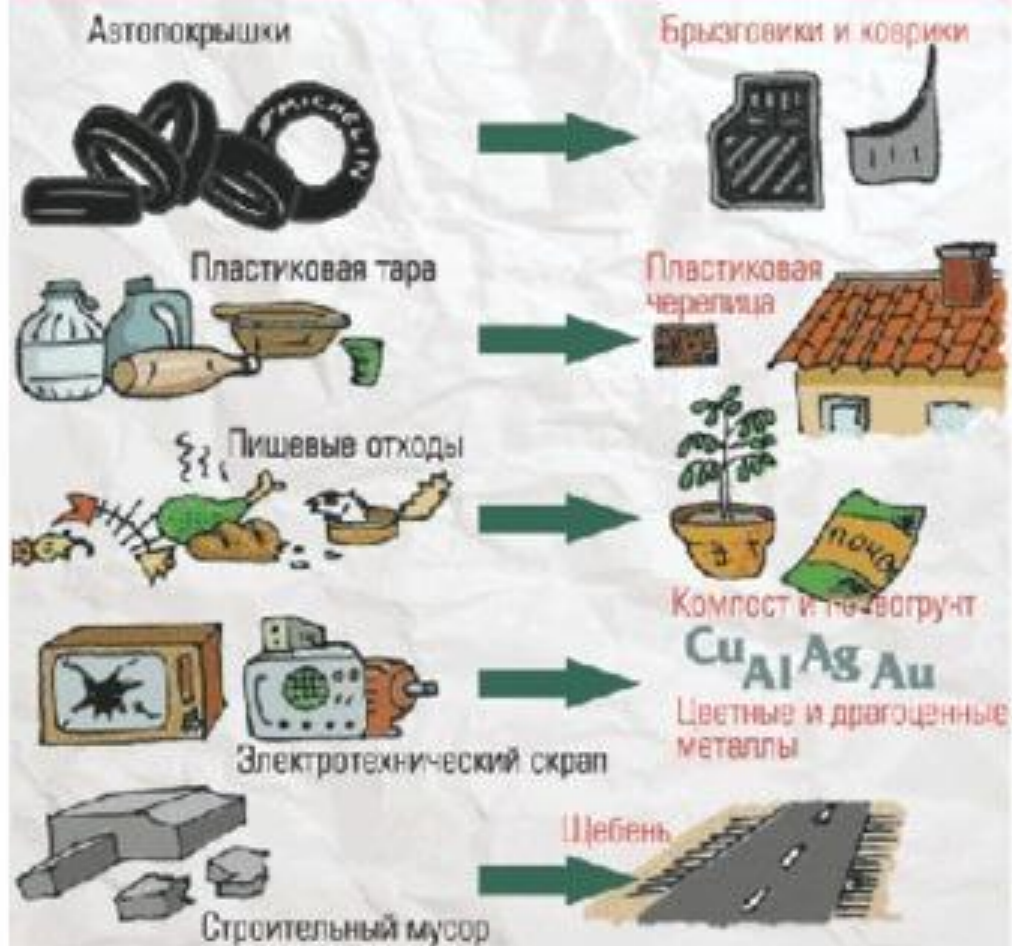 Автопокрышки
Брызговики и коврики
MICHELIN
Пластиковая тара
Пластиковая
черепица
Пищевые отходы
Компост и почвогрунт
Cu Al Ag Au
Цветные и драгоценные
металлы
Электротехнический скрап
Щебень
Строительный мусор